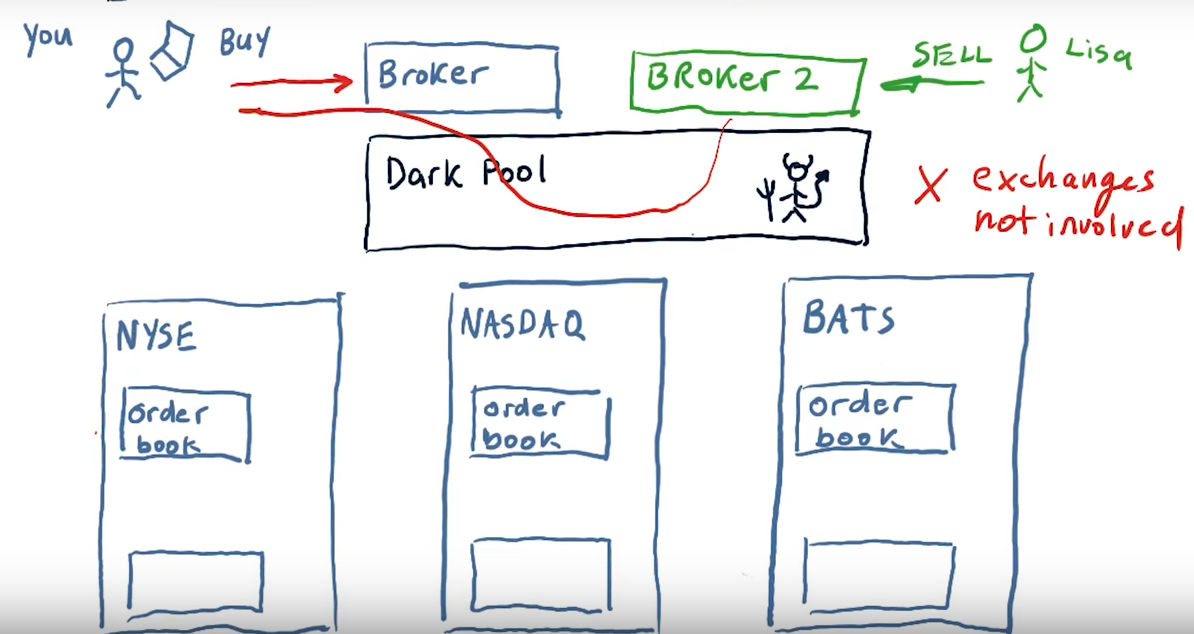 You
Buy
Broker
BROKER 2
SELL
Lisa
Dark Pool
X exchanges
not involved
NYSE
order
book
NASDAQ
order
book
BATS
order
book